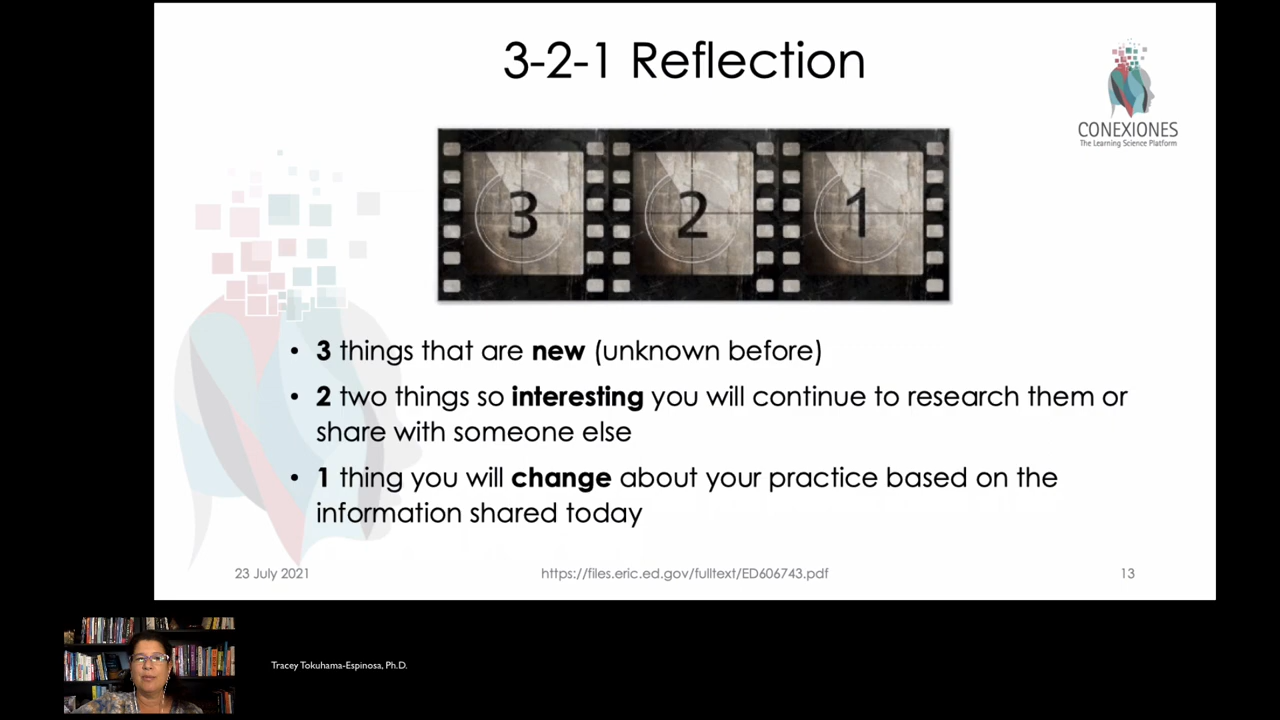 3-2-1 Reflection
CONEXIONES
The Learning Science Platform
3 2 1
• 3 things that are new (unknown before)
• 2 two things so interesting you will continue to research them or
share with someone else
• 1 thing you will change about your practice based on the
information shared today
23 July 2021
https://files.eric.ed.gov/fulltext/ED606743.pdf
13
Tracey Tokuhama-Espinosa, Ph.D.